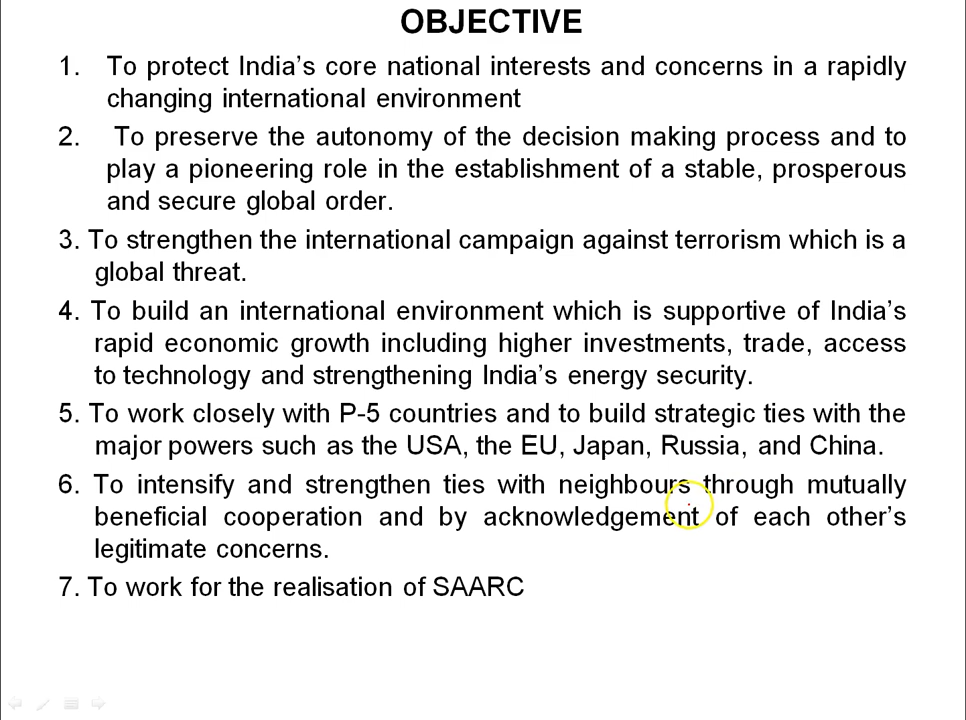 OBJECTIVE
1. To protect India's core national interests and concerns in a rapidly
changing international environment
2. To preserve the autonomy of the decision making process and to
play a pioneering role in the establishment of a stable, prosperous
and secure global order.
3. To strengthen the international campaign against terrorism which is a
global threat.
4. To build an international environment which is supportive of India's
rapid economic growth including higher investments, trade, access
to technology and strengthening India's energy security.
5. To work closely with P-5 countries and to build strategic ties with the
major powers such as the USA, the EU, Japan, Russia, and China.
6. To intensify and strengthen ties with neighbours through mutually
beneficial cooperation and by acknowledgement of each other's
legitimate concerns.
7. To work for the realisation of SAARC